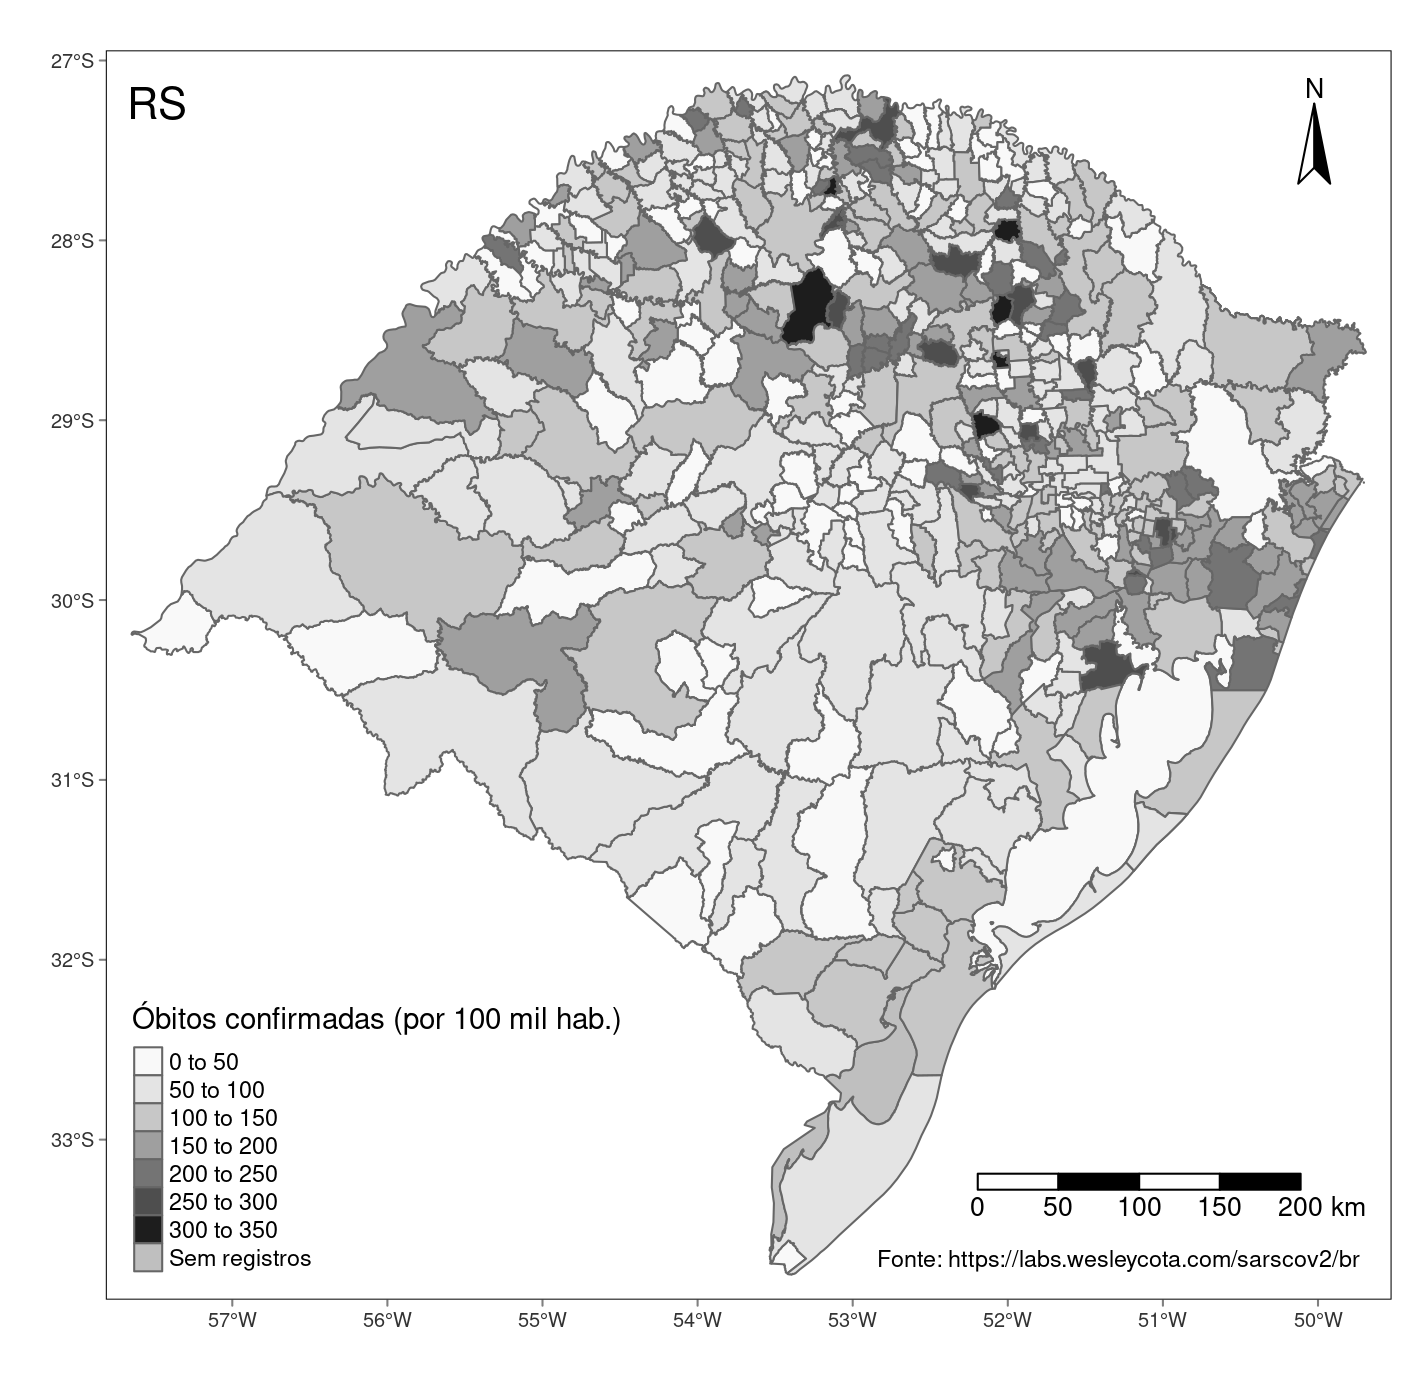 RS
N
27°S
28°S
29°S
30°S
31°S
32°S
33°S
Óbitos confirmadas (por 100 mil hab.)
0 to 50
50 to 100
100 to 150
150 to 200
200 to 250
250 to 300
300 to 350
Sem registros
0 50 100 150 200 km
Fonte: https://labs.wesleycota.com/sarscov2/br
57°W 56°W 55°W 54°W 53°W 52°W 51°W 50°W